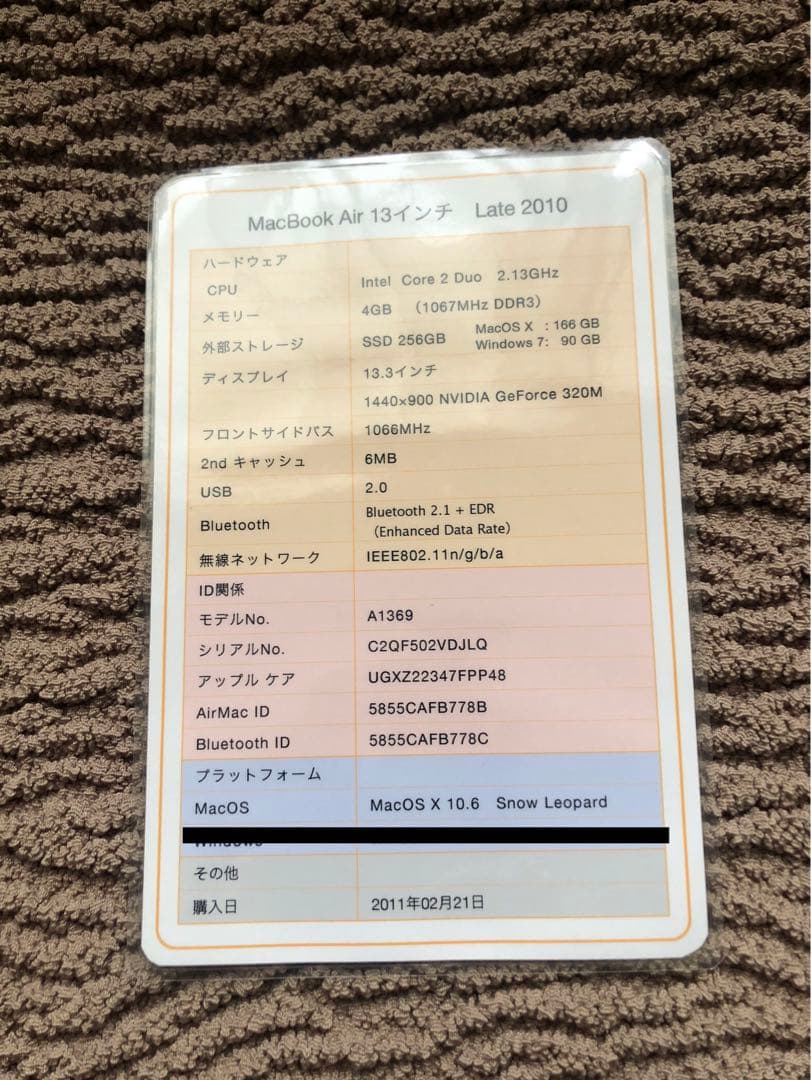 MacBook Air 13インチ Late 2010
ハードウェア
CPU Intel Core 2 Duo 2.13GHz
メモリー 4GB （1067MHz DDR3）
外部ストレージ SSD 256GB MacOS X : 166 GB
Windows 7: 90 GB
ディスプレイ 13.3インチ
1440×900 NVIDIA GeForce 320M
フロントサイドバス 1066MHz
2nd キャッシュ 6MB
USB 2.0
Bluetooth Bluetooth 2.1 + EDR
（Enhanced Data Rate）
無線ネットワーク IEEE802.11n/g/b/a
ID関係
モデルNo. A1369
シリアルNo. C2QF502VDJLQ
アップル ケア UGXZ22347FPP48
AirMac ID 5855CAFB778B
Bluetooth ID 5855CAFB778C
プラットフォーム
MacOS MacOS X 10.6 Snow Leopard
Windows
その他
購入日 2011年02月21日